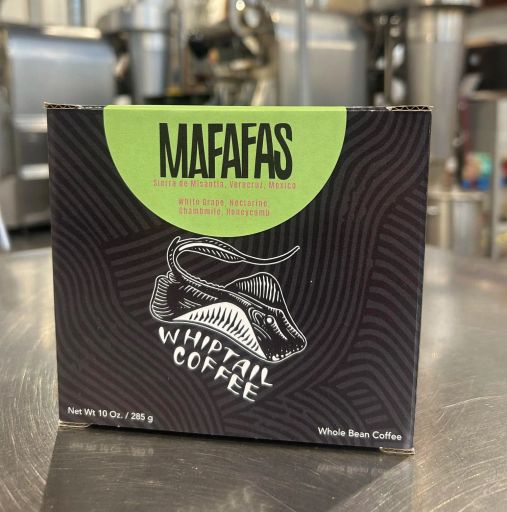 MAFAFAS
Sierra de Misantla, Veracruz, Mexico
White Grape, Nectarine,
Chamomile, Honeycomb
WHIPTAIL
COFFEE
Net Wt 10 Oz. / 285 g
Whole Bean Coffee